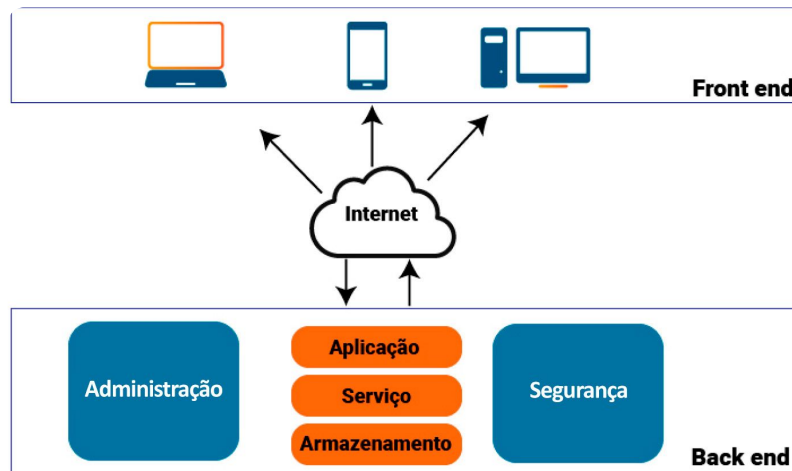 Front end
Internet
Administração
Aplicação
Serviço
Armazenamento
Segurança
Back end